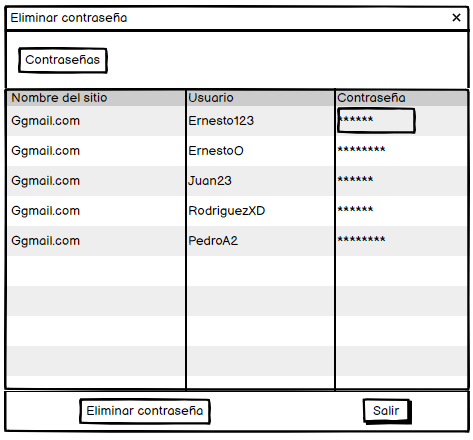 Eliminar contraseña ×
Contraseñas
Nombre del sitio Usuario Contraseña
Ggmail.com Ernesto123 ******
Ggmail.com ErnestoO ********
Ggmail.com Juan23 ******
Ggmail.com RodriguezXD ******
Ggmail.com PedroA2 ********
Eliminar contraseña Salir